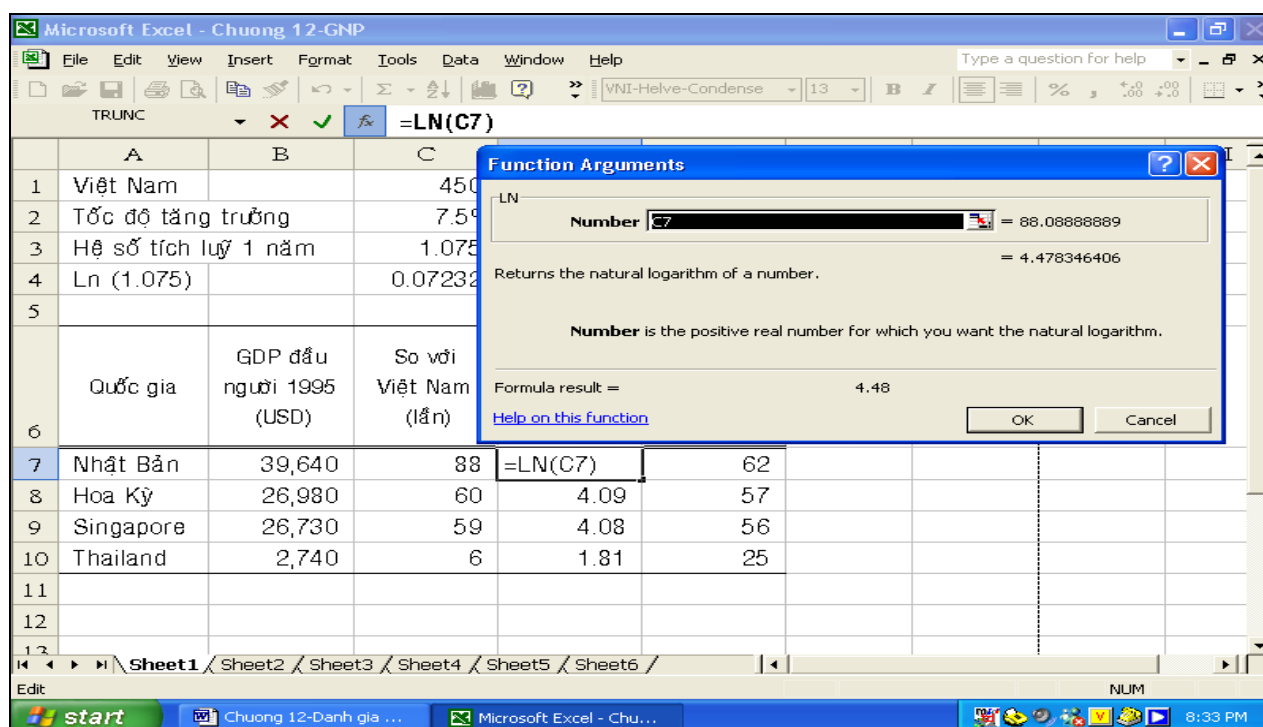 Microsoft Excel - Chuong 12-GNP
File Edit View Insert Format Tools Data Window Help Type a question for help
VNI-Helve-Condense 13 B I % ,
TRUNC fx =LN(C7)
A B C I
1 Việt Nam 450
2 Tốc độ tăng trưởng 7.5%
3 Hệ số tích luỹ 1 năm 1.075
4 Ln (1.075) 0.07232
5
Function Arguments
LN
Number C7 = 88.08888889
= 4.478346406
Returns the natural logarithm of a number.
Number is the positive real number for which you want the natural logarithm.
Formula result = 4.48
Help on this function OK Cancel
6 Quốc gia
GDP đầu
người 1995
(USD)
So với
Việt Nam
(lần)
7 Nhật Bản 39,640 88 =LN(C7) 62
8 Hoa Kỳ 26,980 60 4.09 57
9 Singapore 26,730 59 4.08 56
10 Thailand 2,740 6 1.81 25
11
12
13
Sheet1 Sheet2 Sheet3 Sheet4 Sheet5 Sheet6
Edit NUM
start Chuong 12-Danh gia ... Microsoft Excel - Chu... 8:33 PM